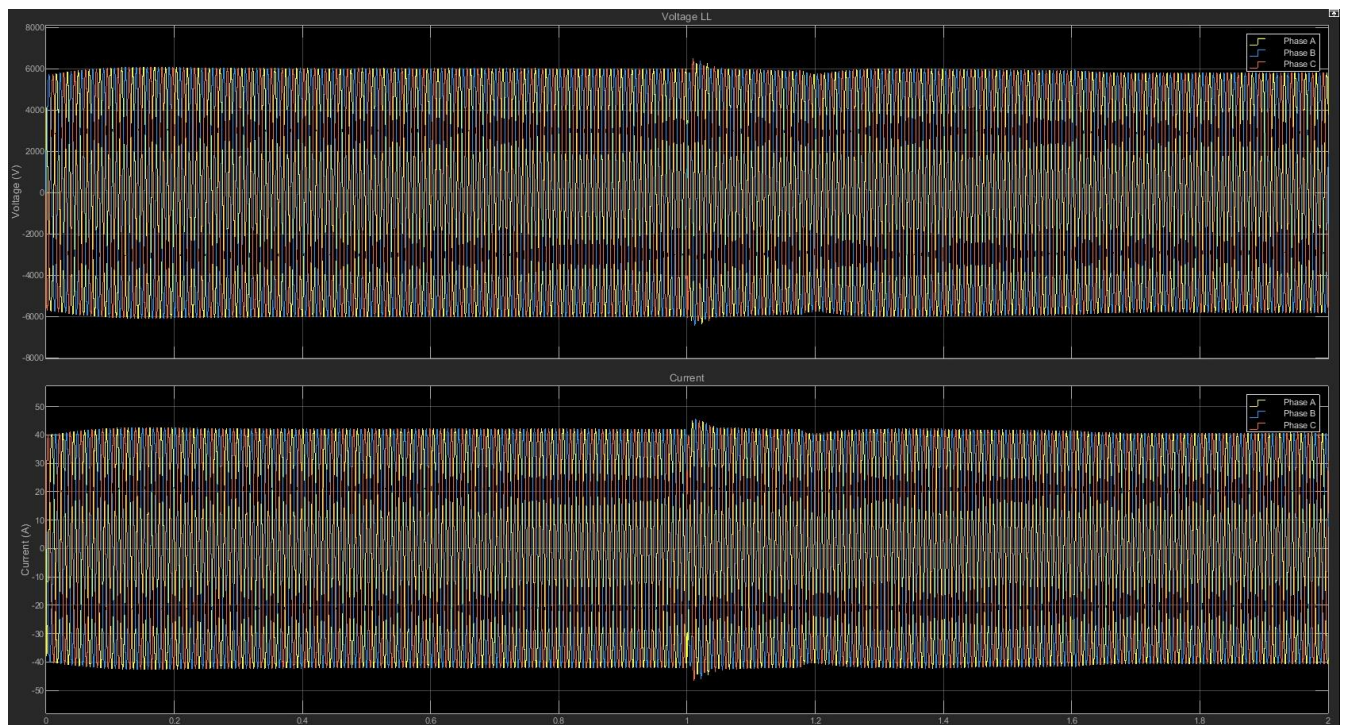 Voltage LL
8000
6000
4000
2000
0
-2000
-4000
-6000
-8000
Voltage (V)
Phase A
Phase B
Phase C
Current
50
40
30
20
10
0
-10
-20
-30
-40
-50
Current (A)
Phase A
Phase B
Phase C
0 0.2 0.4 0.6 0.8 1 1.2 1.4 1.6 1.8 2